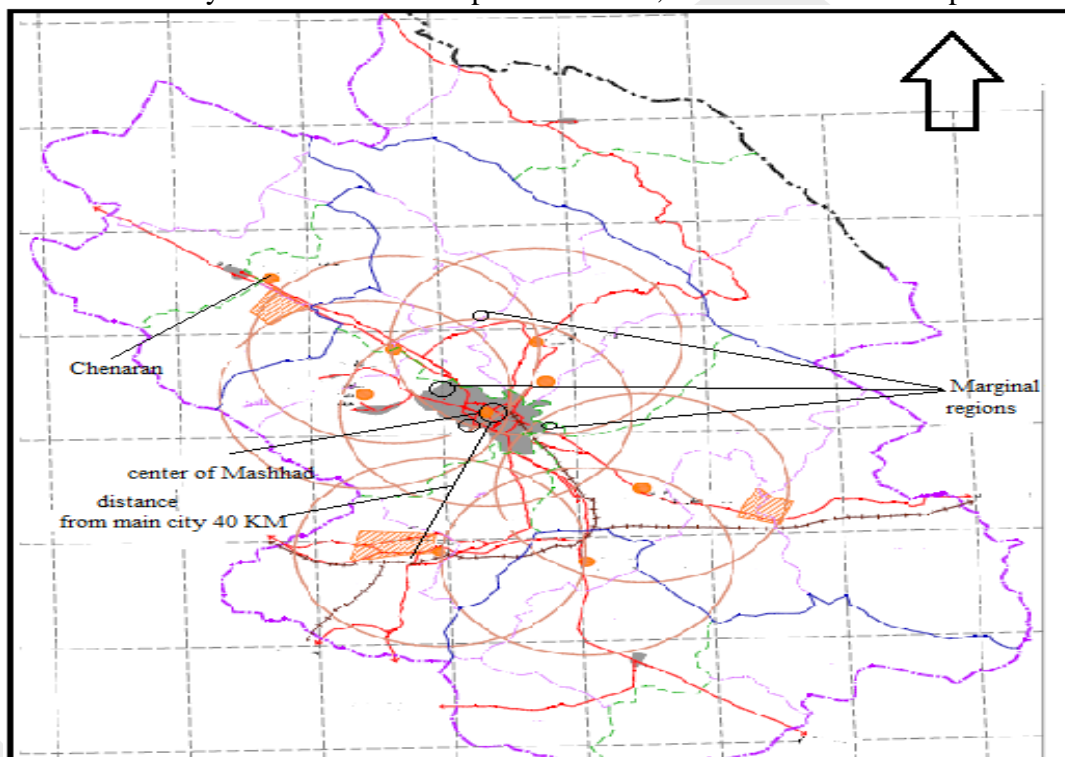 Chenaran
Marginal
regions
center of Mashhad
distance
from main city 40 KM